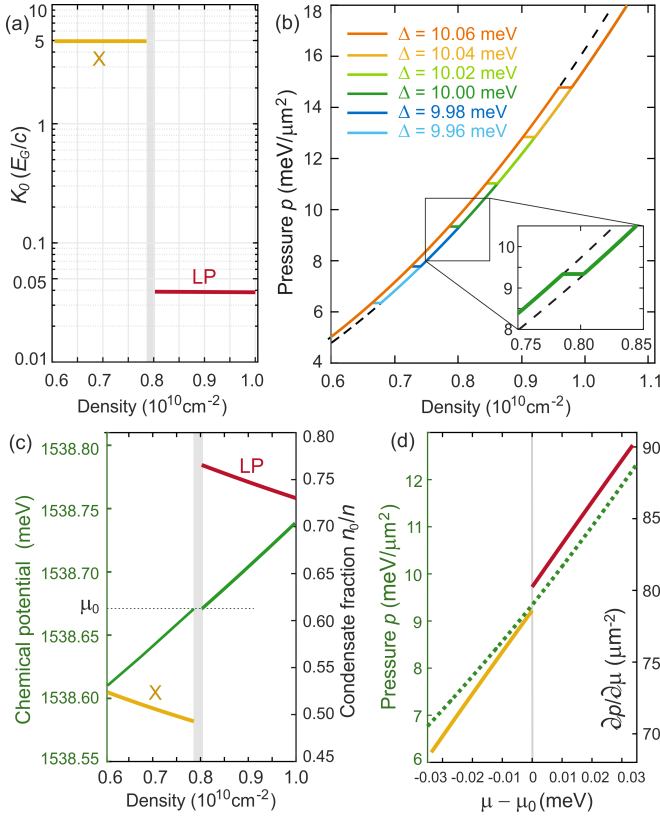 (a)
5
1
0.1
0.05
0.01
K0 (EG/c)
X
LP
0.6 0.7 0.8 0.9 1.0
Density (10^10cm^-2)
(b)
18
16
14
12
10
8
6
4
Pressure p (meV/μm²)
Δ = 10.06 meV
Δ = 10.04 meV
Δ = 10.02 meV
Δ = 10.00 meV
Δ = 9.98 meV
Δ = 9.96 meV
10
9
8
0.75 0.80 0.85
0.6 0.7 0.8 0.9 1.0 1.1
Density (10^10cm^-2)
(c)
1538.80
1538.75
1538.70
1538.65
1538.60
1538.55
Chemical potential (meV)
μ0
LP
X
0.80
0.75
0.70
0.65
0.60
0.55
0.50
0.45
Condensate fraction n0/n
0.6 0.7 0.8 0.9 1.0
Density (10^10cm^-2)
(d)
12
11
10
9
8
7
6
Pressure p (meV/μm²)
90
80
70
∂p/∂μ (μm^-2)
-0.03 -0.02 -0.01 0 0.01 0.02 0.03
μ − μ0 (meV)